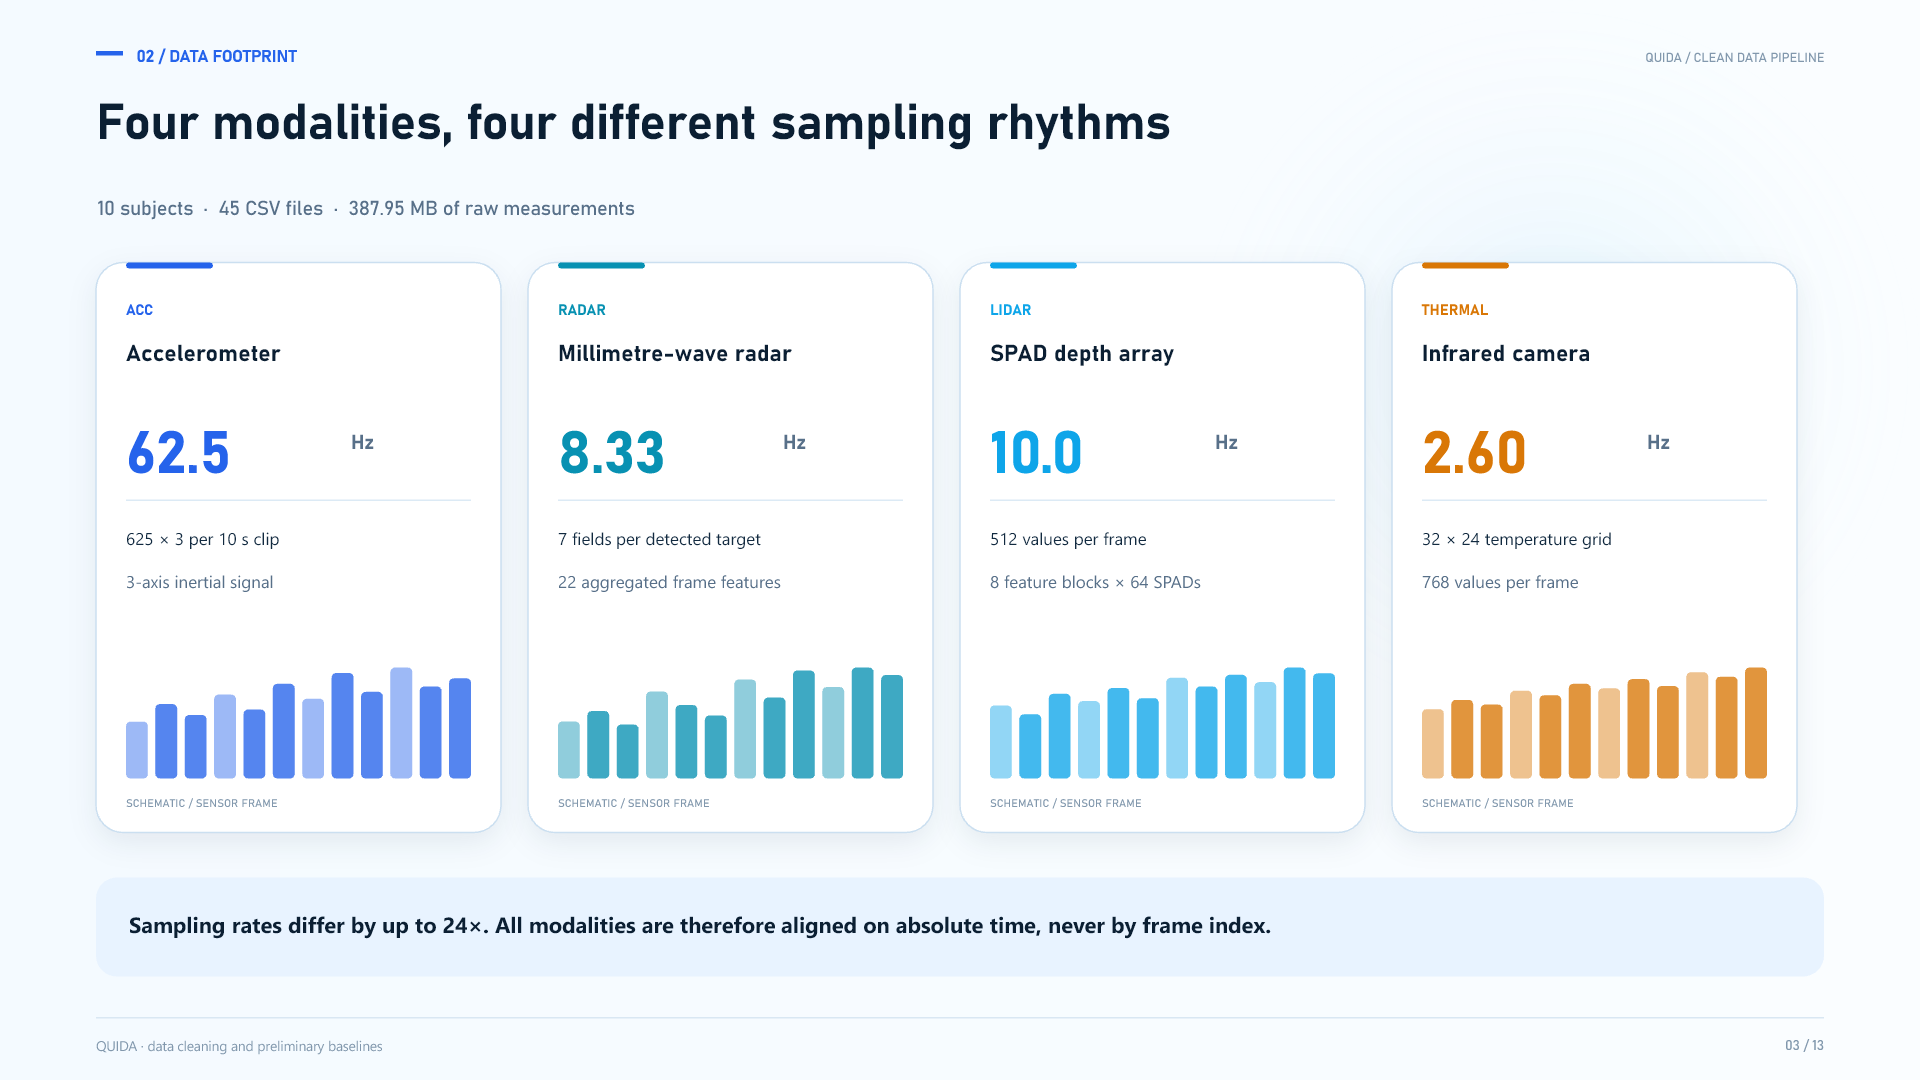 02 / DATA FOOTPRINT
QUIDA / CLEAN DATA PIPELINE
Four modalities, four different sampling rhythms
10 subjects · 45 CSV files · 387.95 MB of raw measurements
ACC
Accelerometer
62.5 Hz
625 × 3 per 10 s clip
3-axis inertial signal
SCHEMATIC / SENSOR FRAME
RADAR
Millimetre-wave radar
8.33 Hz
7 fields per detected target
22 aggregated frame features
SCHEMATIC / SENSOR FRAME
LIDAR
SPAD depth array
10.0 Hz
512 values per frame
8 feature blocks × 64 SPADs
SCHEMATIC / SENSOR FRAME
THERMAL
Infrared camera
2.60 Hz
32 × 24 temperature grid
768 values per frame
SCHEMATIC / SENSOR FRAME
Sampling rates differ by up to 24×. All modalities are therefore aligned on absolute time, never by frame index.
QUIDA · data cleaning and preliminary baselines
03 / 13